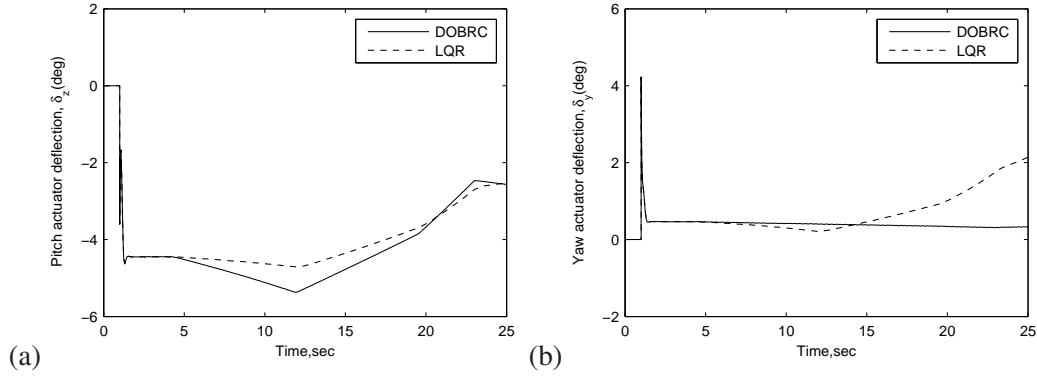 2
0
−2
−4
−6
0
5
10
15
20
25
Pitch actuator deflection, δz(deg)
Time,sec
DOBRC
LQR
(a)
6
4
2
0
−2
0
5
10
15
20
25
Yaw actuator deflection, δy(deg)
Time,sec
DOBRC
LQR
(b)